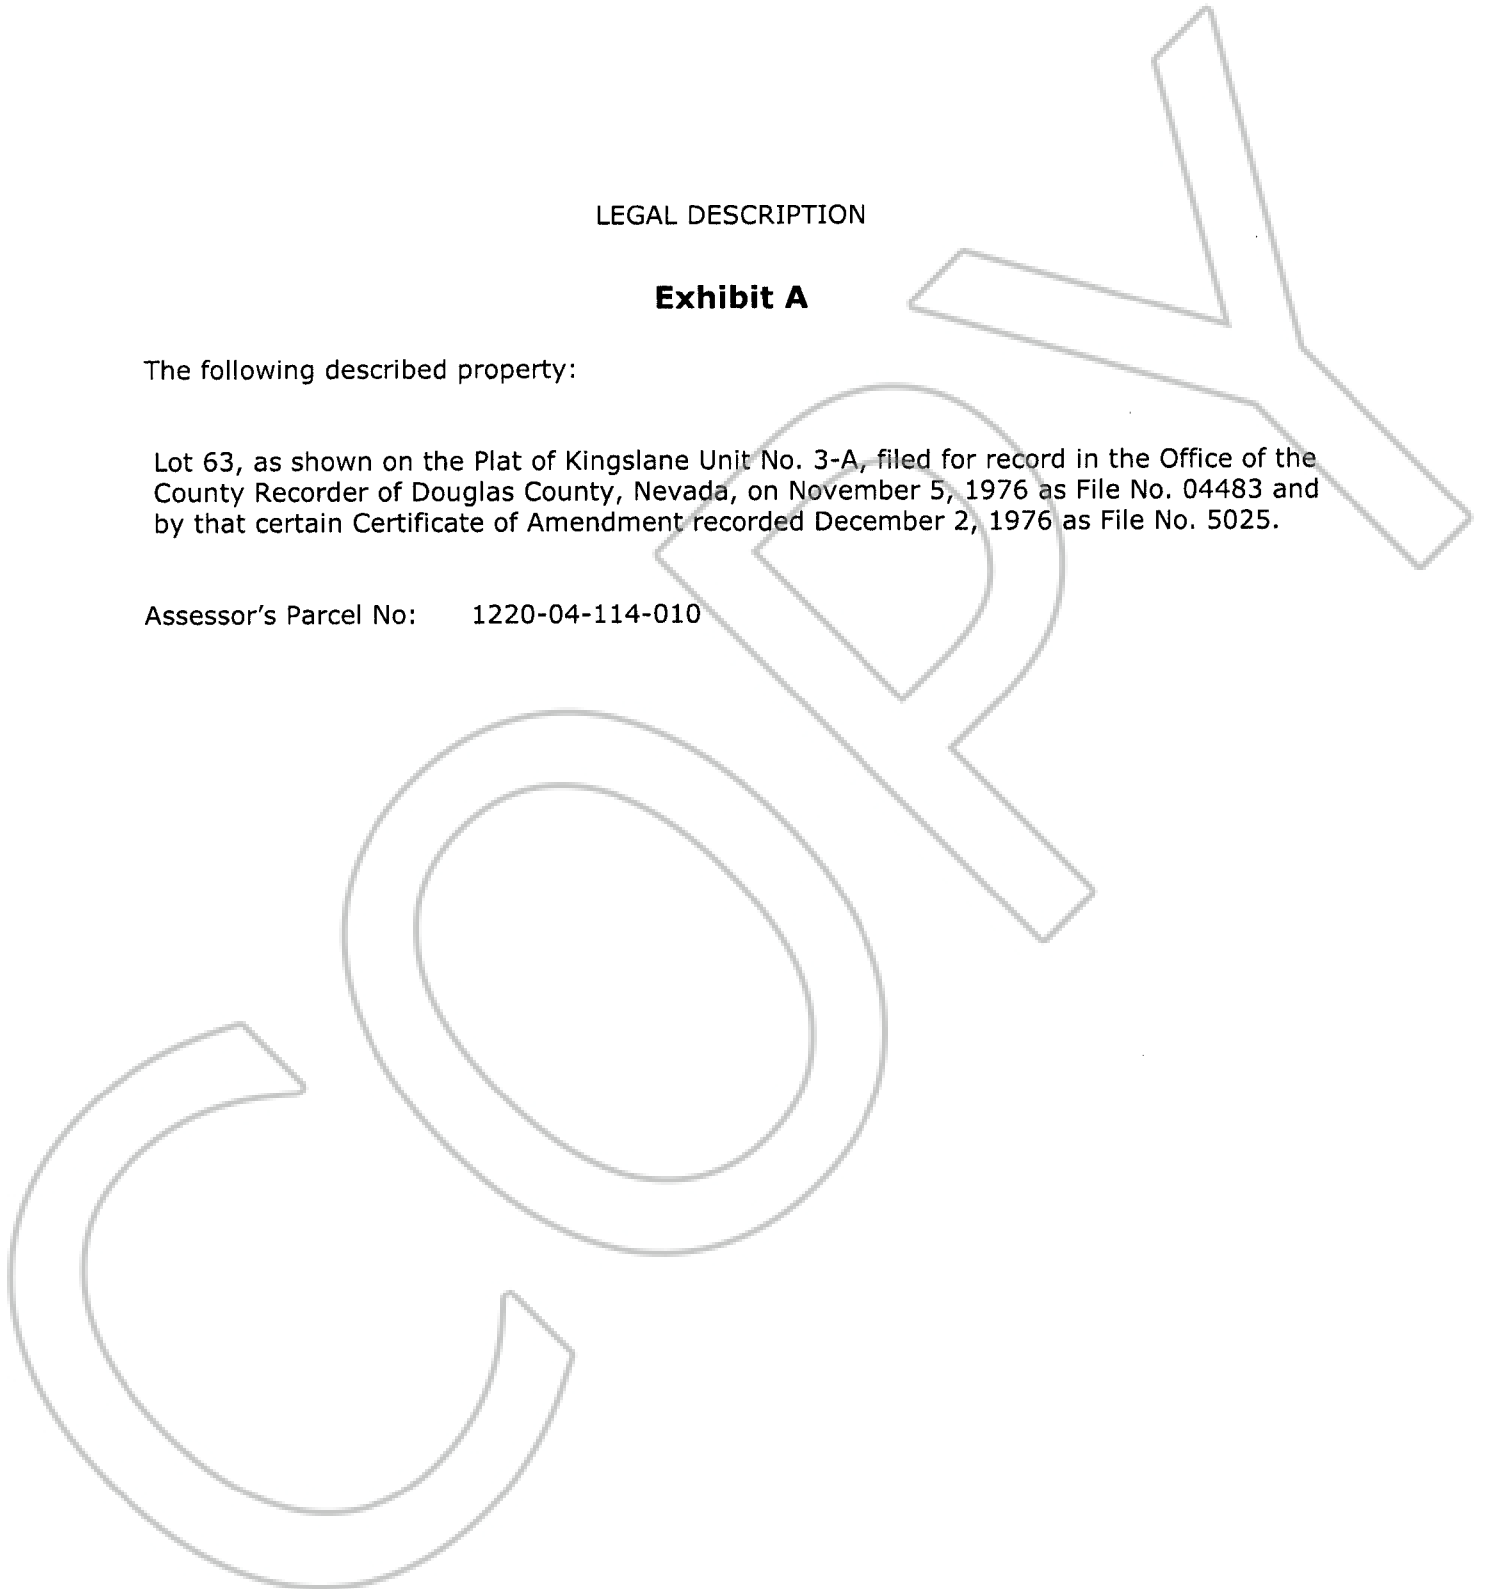 LEGAL DESCRIPTION
Exhibit A
The following described property:
Lot 63, as shown on the Plat of Kingslane Unit No. 3-A, filed for record in the Office of the
County Recorder of Douglas County, Nevada, on November 5, 1976 as File No. 04483 and
by that certain Certificate of Amendment recorded December 2, 1976 as File No. 5025.
Assessor's Parcel No: 1220-04-114-010
COPY